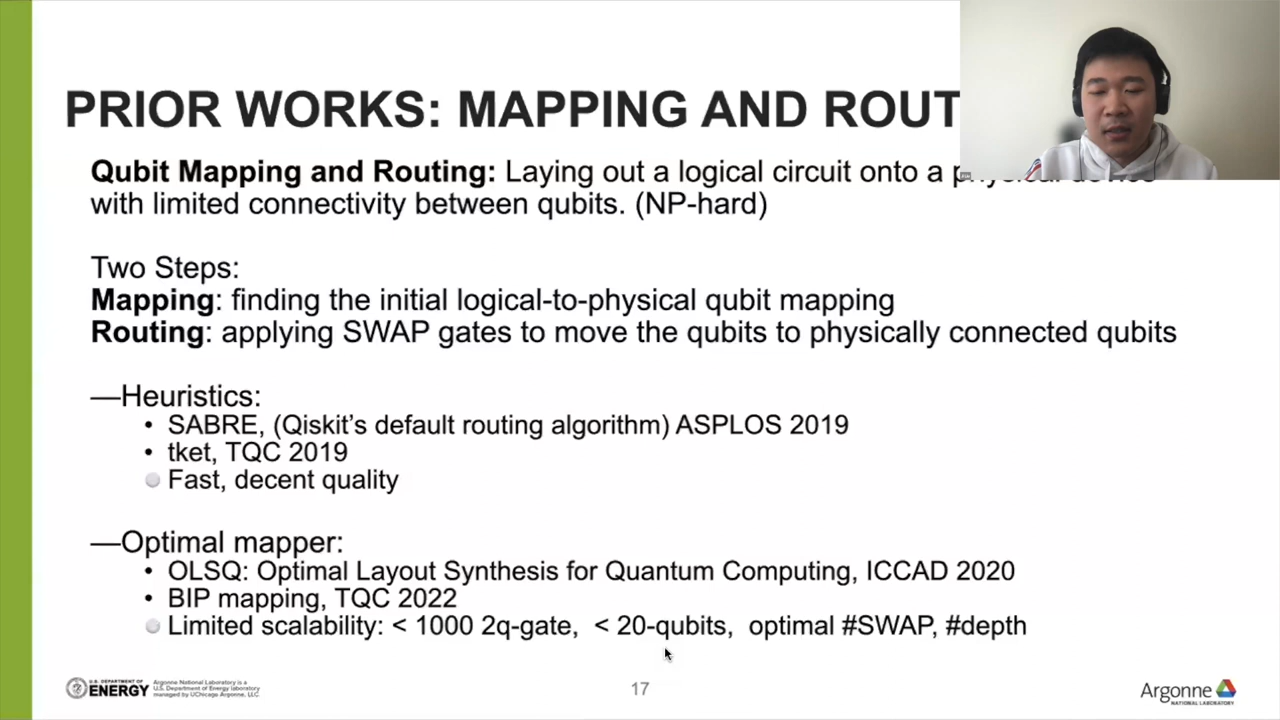 PRIOR WORKS: MAPPING AND ROUT
Qubit Mapping and Routing: Laying out a logical circuit onto a physical device
with limited connectivity between qubits. (NP-hard)
Two Steps:
Mapping: finding the initial logical-to-physical qubit mapping
Routing: applying SWAP gates to move the qubits to physically connected qubits
—Heuristics:
• SABRE, (Qiskit's default routing algorithm) ASPLOS 2019
• tket, TQC 2019
Fast, decent quality
—Optimal mapper:
• OLSQ: Optimal Layout Synthesis for Quantum Computing, ICCAD 2020
• BIP mapping, TQC 2022
Limited scalability: < 1000 2q-gate, < 20-qubits, optimal #SWAP, #depth
U.S. DEPARTMENT OF
ENERGY
Argonne National Laboratory is a
U.S. Department of Energy laboratory
managed by UChicago Argonne, LLC
17
Argonne
NATIONAL LABORATORY